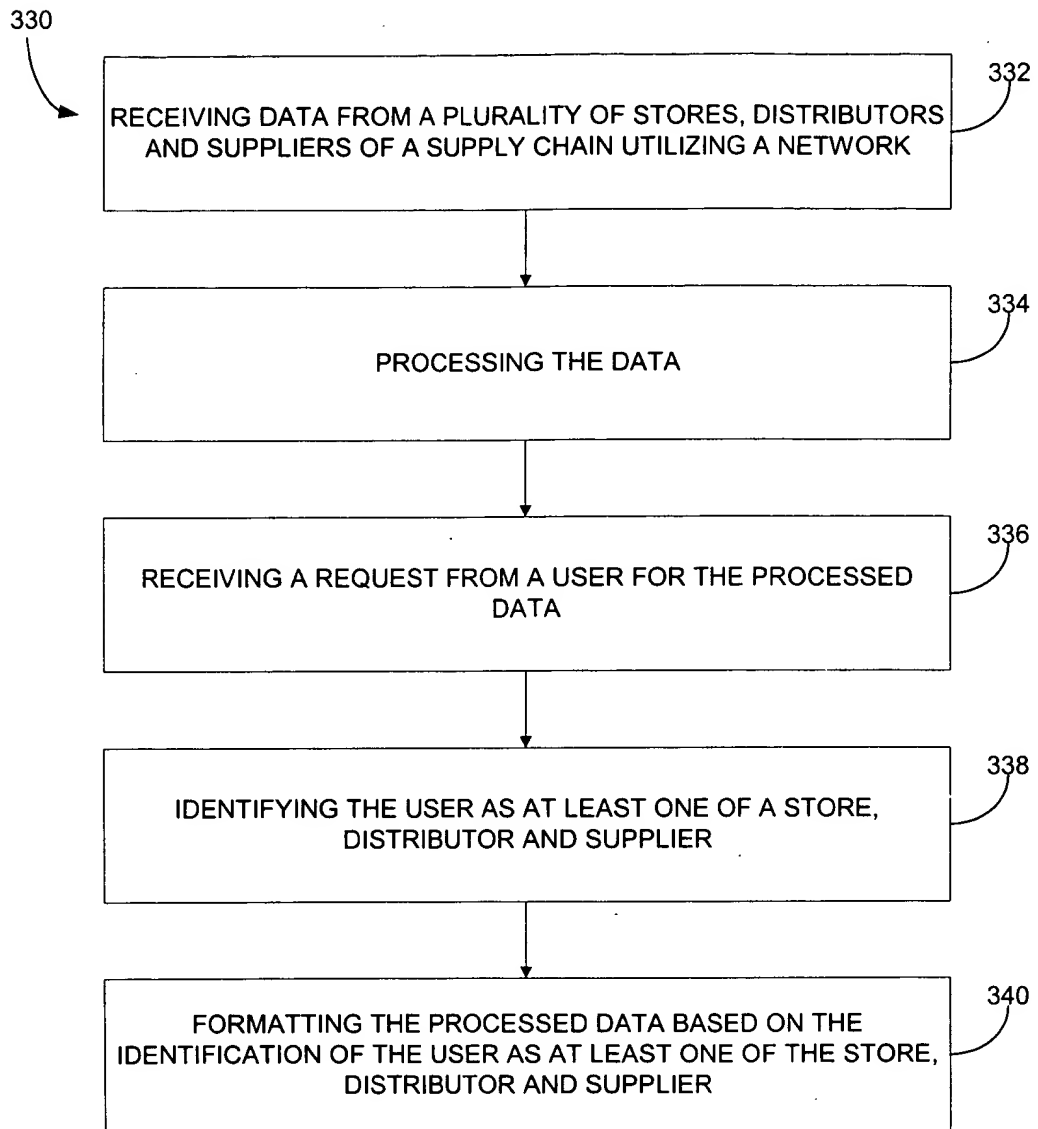 330
332
RECEIVING DATA FROM A PLURALITY OF STORES, DISTRIBUTORS
AND SUPPLIERS OF A SUPPLY CHAIN UTILIZING A NETWORK
334
PROCESSING THE DATA
336
RECEIVING A REQUEST FROM A USER FOR THE PROCESSED
DATA
338
IDENTIFYING THE USER AS AT LEAST ONE OF A STORE,
DISTRIBUTOR AND SUPPLIER
340
FORMATTING THE PROCESSED DATA BASED ON THE
IDENTIFICATION OF THE USER AS AT LEAST ONE OF THE STORE,
DISTRIBUTOR AND SUPPLIER